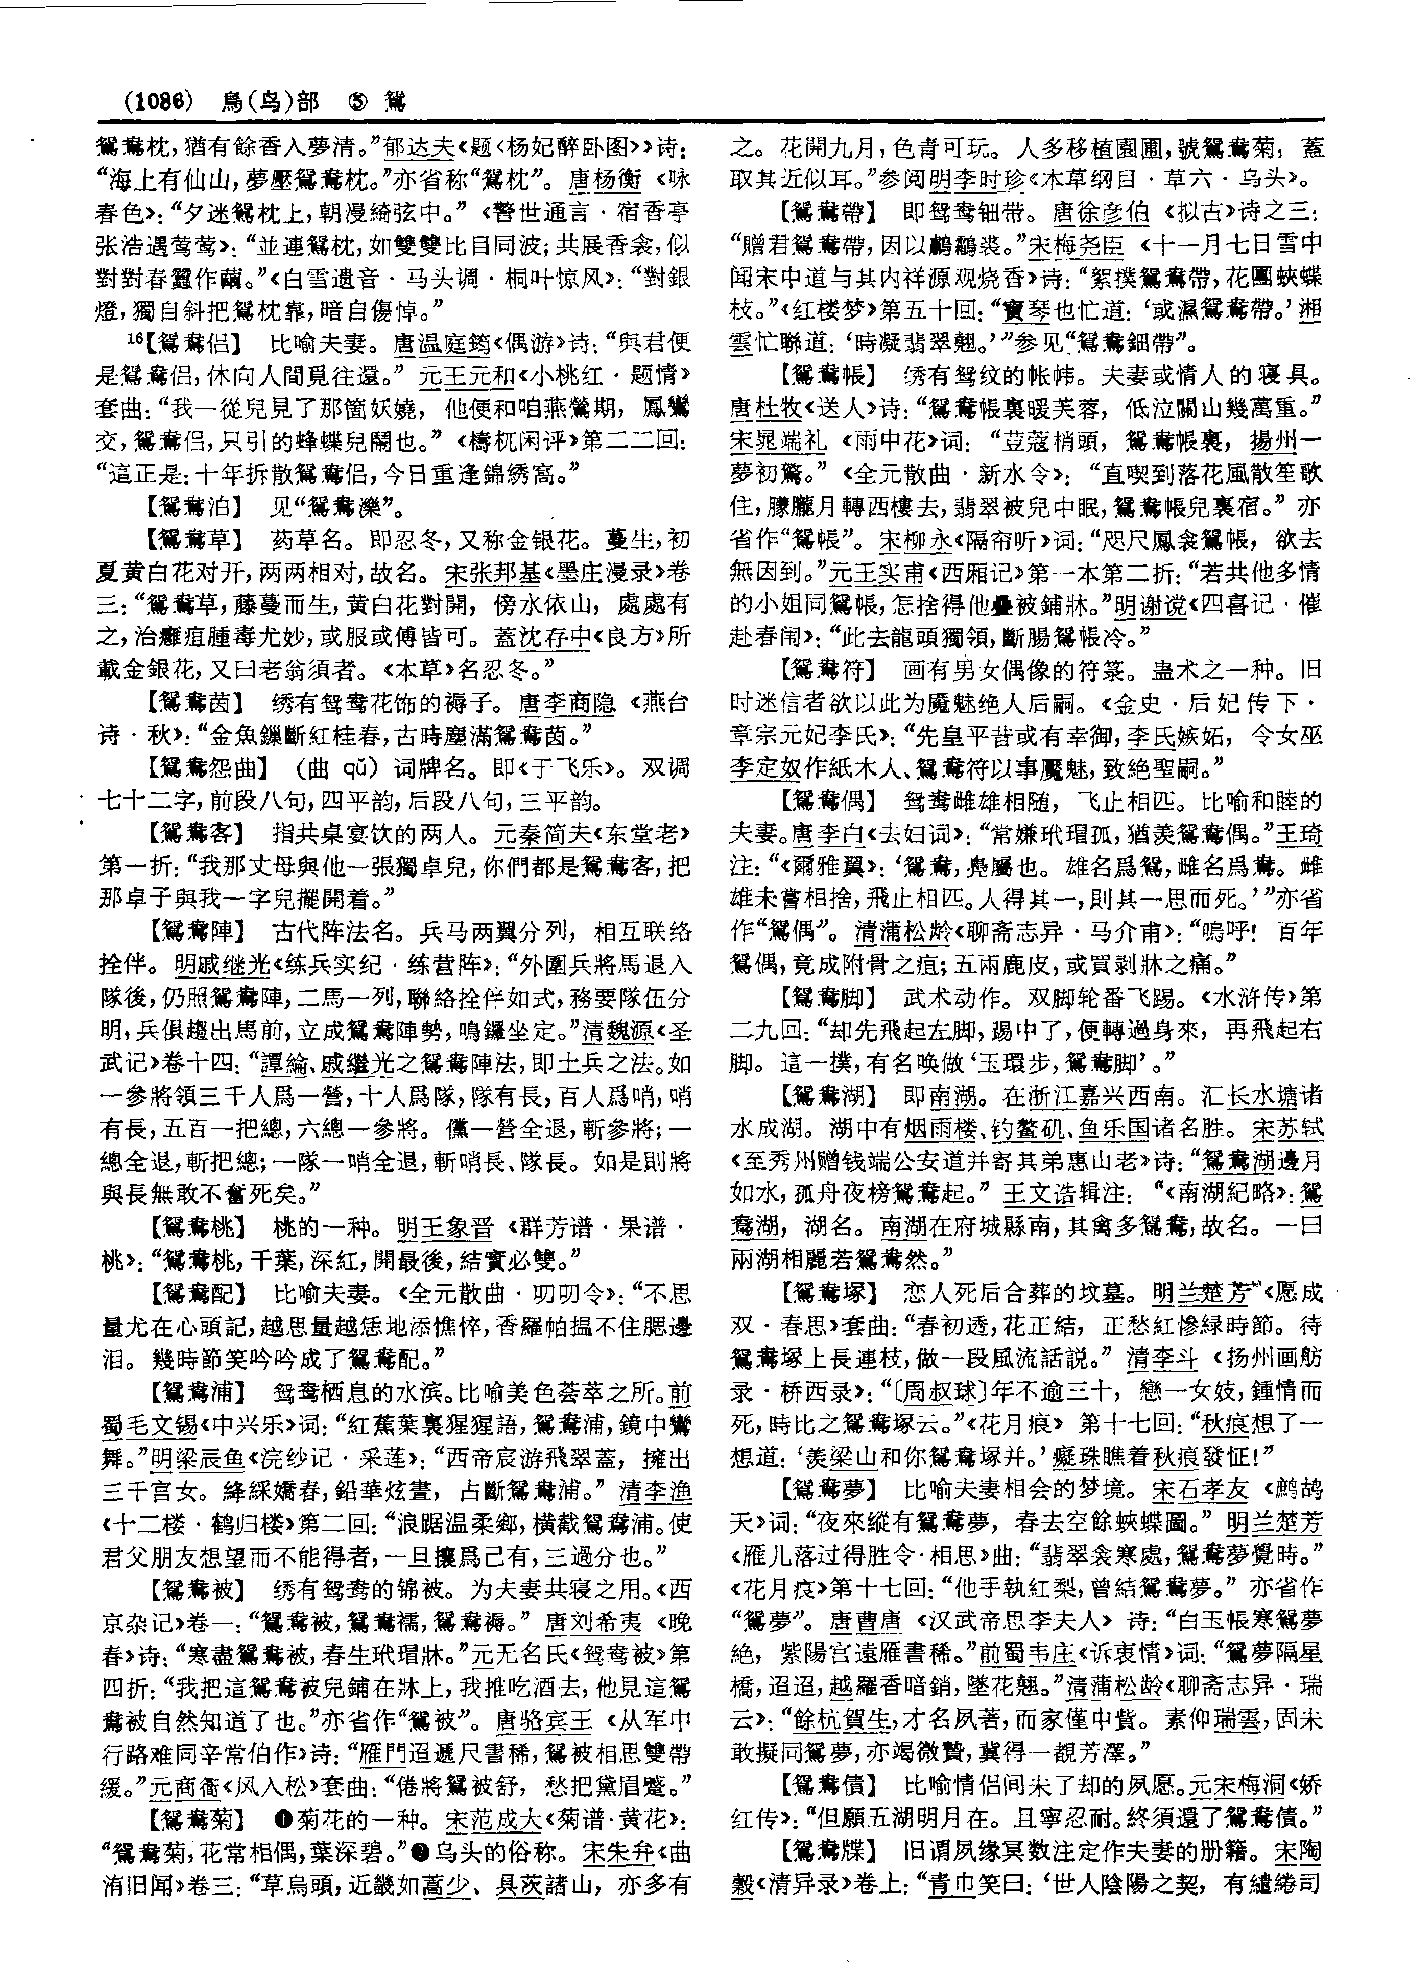 (1086) 鳥(鸟)部 ⑤ 鴛
鴛鴦枕，猶有餘香入夢清。”郁达夫《题〈杨妃醉卧图〉》诗：
“海上有仙山，夢壓鴛鴦枕。”亦省称“鴛枕”。唐杨衡《咏
春色》：“夕迷鴛枕上，朝漫綺弦中。”《警世通言·宿香亭
张浩遇莺莺》：“並連鴛枕，如雙雙比目同波；共展香衾，似
對對春蠶作繭。”《白雪遗音·马头调·桐叶惊风》：“對銀
燈，獨自斜把鴛枕靠，暗自傷悼。”
16【鴛鴦侣】 比喻夫妻。唐温庭筠《偶游》诗：“與君便
是鴛鴦侣，休向人間覓往還。”元王元和《小桃红·题情》
套曲：“我一從兒見了那箇妖嬈，他便和咱燕鶯期，鳳鸞
交，鴛鴦侣，只引的蜂蝶兒鬧也。”《檮杌闲评》第二二回：
“這正是：十年拆散鴛鴦侣，今日重逢錦綉窩。”
【鴛鴦泊】 见“鴛鴦濼”。
【鴛鴦草】 药草名。即忍冬，又称金银花。蔓生，初
夏黄白花对开，两两相对，故名。宋张邦基《墨庄漫录》卷
三：“鴛鴦草，藤蔓而生，黄白花對開，傍水依山，處處有
之，治癰疽腫毒尤妙，或服或傅皆可。蓋沈存中《良方》所
載金銀花，又曰老翁須者。《本草》名忍冬。”
【鴛鴦茵】 绣有鸳鸯花饰的褥子。唐李商隐《燕台
诗·秋》：“金魚鏁斷紅桂春，古時塵滿鴛鴦茵。”
【鴛鴦怨曲】 (曲 qǔ) 词牌名。即《于飞乐》。双调
七十二字，前段八句，四平韵，后段八句，三平韵。
【鴛鴦客】 指共桌宴饮的两人。元秦简夫《东堂老》
第一折：“我那丈母與他一張獨卓兒，你們都是鴛鴦客，把
那卓子與我一字兒擺開着。”
【鴛鴦陣】 古代阵法名。兵马两翼分列，相互联络
拴伴。明戚继光《练兵实纪·练营阵》：“外圍兵將馬退入
隊後，仍照鴛鴦陣，二馬一列，聯絡拴伴如式，務要隊伍分
明，兵俱趨出馬前，立成鴛鴦陣勢，鳴鑼坐定。”清魏源《圣
武记》卷十四：“譚綸、戚繼光之鴛鴦陣法，即土兵之法。如
一參將領三千人爲一營，十人爲隊，隊有長，百人爲哨，哨
有長，五百一把總，六總一參將。儻一營全退，斬參將；一
總全退，斬把總；一隊一哨全退，斬哨長、隊長。如是則將
與長無敢不奮死矣。”
【鴛鴦桃】 桃的一种。明王象晋《群芳谱·果谱·
桃》：“鴛鴦桃，千葉，深紅，開最後，結實必雙。”
【鴛鴦配】 比喻夫妻。《全元散曲·叨叨令》：“不思
量尤在心頭記，越思量越恁地添憔悴，香羅帕揾不住腮邊
泪。幾時節笑吟吟成了鴛鴦配。”
【鴛鴦浦】 鸳鸯栖息的水滨。比喻美色荟萃之所。前
蜀毛文锡《中兴乐》词：“紅蕉葉裏猩猩語，鴛鴦浦，鏡中鸞
舞。”明梁辰鱼《浣纱记·采莲》：“西帝宸游飛翠蓋，擁出
三千宫女。絳綵嬌春，鉛華炫晝，占斷鴛鴦浦。”清李渔
《十二楼·鹤归楼》第二回：“浪踞温柔鄉，横截鴛鴦浦。使
君父朋友想望而不能得者，一旦攘爲己有，三過分也。”
【鴛鴦被】 绣有鸳鸯的锦被。为夫妻共寝之用。《西
京杂记》卷一：“鴛鴦被，鴛鴦襦，鴛鴦褥。”唐刘希夷《晚
春》诗：“寒盡鴛鴦被，春生玳瑁牀。”元无名氏《鸳鸯被》第
四折：“我把這鴛鴦被兒鋪在牀上，我推吃酒去，他見這鴛
鴦被自然知道了也。”亦省作“鴛被”。唐骆宾王《从军中
行路难同辛常伯作》诗：“雁門迢遞尺書稀，鴛被相思雙帶
緩。”元商衟《风入松》套曲：“倦將鴛被舒，愁把黛眉蹙。”
【鴛鴦菊】 ❶菊花的一种。宋范成大《菊谱·黄花》：
“鴛鴦菊，花常相偶，葉深碧。”❷乌头的俗称。宋朱弁《曲
洧旧闻》卷三：“草烏頭，近畿如嵩少、具茨諸山，亦多有
之。花開九月，色青可玩。人多移植園圃，號鴛鴦菊，蓋
取其近似耳。”参阅明李时珍《本草纲目·草六·乌头》。
【鴛鴦帶】 即鸳鸯钿带。唐徐彦伯《拟古》诗之三：
“贈君鴛鴦帶，因以鷫鸘裘。”宋梅尧臣《十一月七日雪中
闻宋中道与其内祥源观烧香》诗：“絮撲鴛鴦帶，花團蛺蝶
枝。”《红楼梦》第五十回：“寶琴也忙道：‘或濕鴛鴦帶。’湘
雲忙聯道：‘時凝翡翠翹。’”参见“鴛鴦鈿帶”。
【鴛鴦帳】 绣有鸳纹的帐帏。夫妻或情人的寝具。
唐杜牧《送人》诗：“鴛鴦帳裏暖芙蓉，低泣關山幾萬重。”
宋晁端礼《雨中花》词：“荳蔻梢頭，鴛鴦帳裏，揚州一
夢初驚。”《全元散曲·新水令》：“直喫到落花風散笙歌
住，朦朧月轉西樓去，翡翠被兒中眠，鴛鴦帳兒裏宿。”亦
省作“鴛帳”。宋柳永《隔帘听》词：“咫尺鳳衾鴛帳，欲去
無因到。”元王实甫《西厢记》第一本第二折：“若共他多情
的小姐同鴛帳，怎捨得他疊被鋪牀。”明谢谠《四喜记·催
赴春闱》：“此去龍頭獨領，斷腸鴛帳冷。”
【鴛鴦符】 画有男女偶像的符箓。蛊术之一种。旧
时迷信者欲以此为魇魅绝人后嗣。《金史·后妃传下·
章宗元妃李氏》：“先皇平昔或有幸御，李氏嫉妬，令女巫
李定奴作紙木人、鴛鴦符以事魘魅，致絶聖嗣。”
【鴛鴦偶】 鸳鸯雌雄相随，飞止相匹。比喻和睦的
夫妻。唐李白《去妇词》：“常嫌玳瑁孤，猶羨鴛鴦偶。”王琦
注：“《爾雅翼》：‘鴛鴦，鳧屬也。雄名爲鴛，雌名爲鴦。雌
雄未嘗相捨，飛止相匹。人得其一，則其一思而死。’”亦省
作“鴛偶”。清蒲松龄《聊斋志异·马介甫》：“嗚呼！百年
鴛偶，竟成附骨之疽；五兩鹿皮，或買剥牀之痛。”
【鴛鴦脚】 武术动作。双脚轮番飞踢。《水浒传》第
二九回：“却先飛起左脚，踢中了，便轉過身來，再飛起右
脚。這一撲，有名唤做‘玉環步，鴛鴦脚’。”
【鴛鴦湖】 即南湖。在浙江嘉兴西南。汇长水塘诸
水成湖。湖中有烟雨楼、钓鳌矶、鱼乐国诸名胜。宋苏轼
《至秀州赠钱端公安道并寄其弟惠山老》诗：“鴛鴦湖邊月
如水，孤舟夜榜鴛鴦起。”王文诰辑注：“《南湖紀略》：鴛
鴦湖，湖名。南湖在府城縣南，其禽多鴛鴦，故名。一曰
兩湖相麗若鴛鴦然。”
【鴛鴦塚】 恋人死后合葬的坟墓。明兰楚芳《愿成
双·春思》套曲：“春初透，花正結，正愁紅慘緑時節。待
鴛鴦塚上長連枝，做一段風流話説。”清李斗《扬州画舫
录·桥西录》：“〔周叔球〕年不逾三十，戀一女妓，鍾情而
死，時比之鴛鴦塚云。”《花月痕》第十七回：“秋痕想了一
想道：‘羡梁山和你鴛鴦塚并。’癡珠瞧着秋痕發怔！”
【鴛鴦夢】 比喻夫妻相会的梦境。宋石孝友《鹧鸪
天》词：“夜來縱有鴛鴦夢，春去空餘蛺蝶圖。”明兰楚芳
《雁儿落过得胜令·相思》曲：“翡翠衾寒處，鴛鴦夢覺時。”
《花月痕》第十七回：“他手執紅梨，曾結鴛鴦夢。”亦省作
“鴛夢”。唐曹唐《汉武帝思李夫人》诗：“白玉帳寒鴛夢
絶，紫陽宫遠雁書稀。”前蜀韦庄《诉衷情》词：“鴛夢隔星
橋，迢迢，越羅香暗銷，墜花翹。”清蒲松龄《聊斋志异·瑞
云》：“餘杭賀生，才名夙著，而家僅中貲。素仰瑞雲，固未
敢擬同鴛夢，亦竭微贄，冀得一覩芳澤。”
【鴛鴦債】 比喻情侣间未了却的夙愿。元宋梅洞《娇
红传》：“但願五湖明月在。且寧忍耐。終須還了鴛鴦債。”
【鴛鴦牒】 旧谓夙缘冥数注定作夫妻的册籍。宋陶
穀《清异录》卷上：“青巾笑曰：‘世人陰陽之契，有繾綣司